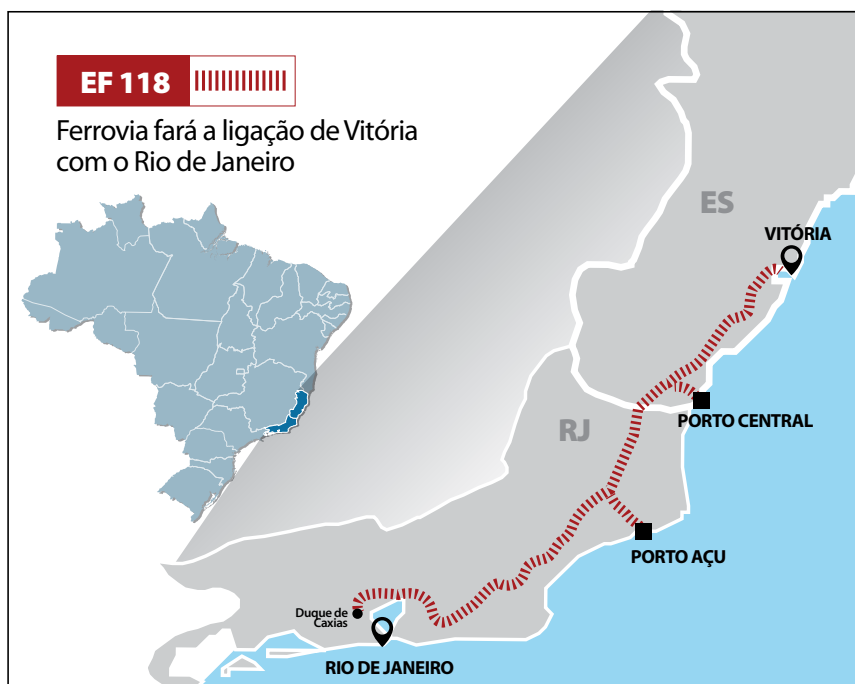 EF 118
Ferrovia fará a ligação de Vitória
com o Rio de Janeiro
ES
VITÓRIA
PORTO CENTRAL
RJ
PORTO AÇU
Duque de
Caxias
RIO DE JANEIRO